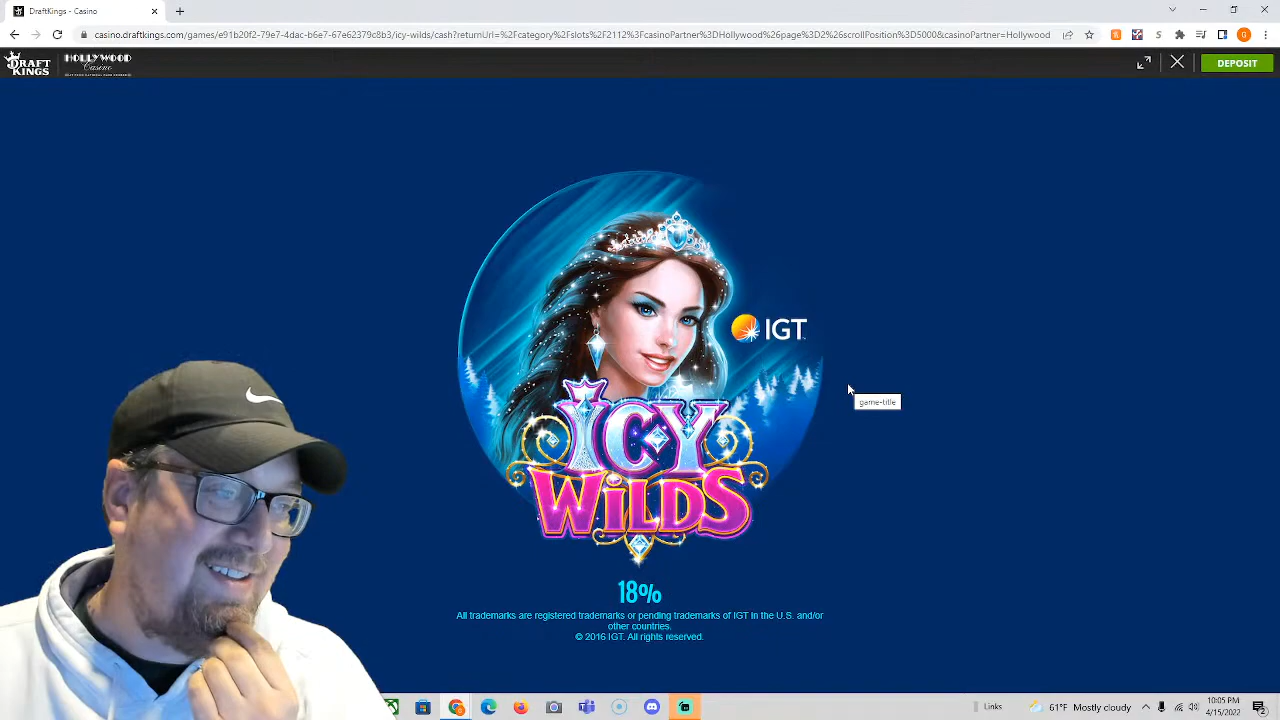 DraftKings - Casino
casino.draftkings.com/games/e91b20f2-79e7-4dac-b6e7-67e62379c8b3/icy-wilds/cash?returnUri=%2Fcategory%2Fslots%2F2112%3FcasinoPartner%3DHollywood%26page%3D2%26scrollPosition%3D5000&casinoPartner=Hollywood
G
DRAFT KINGS
HOLLYWOOD
Casino
DEPOSIT
IGT
game-title
ICY
WILDS
18%
All trademarks are registered trademarks or pending trademarks of IGT in the U.S. and/or
other countries.
© 2016 IGT. All rights reserved.
Links
61°F Mostly cloudy
10:05 PM
4/15/2022
2